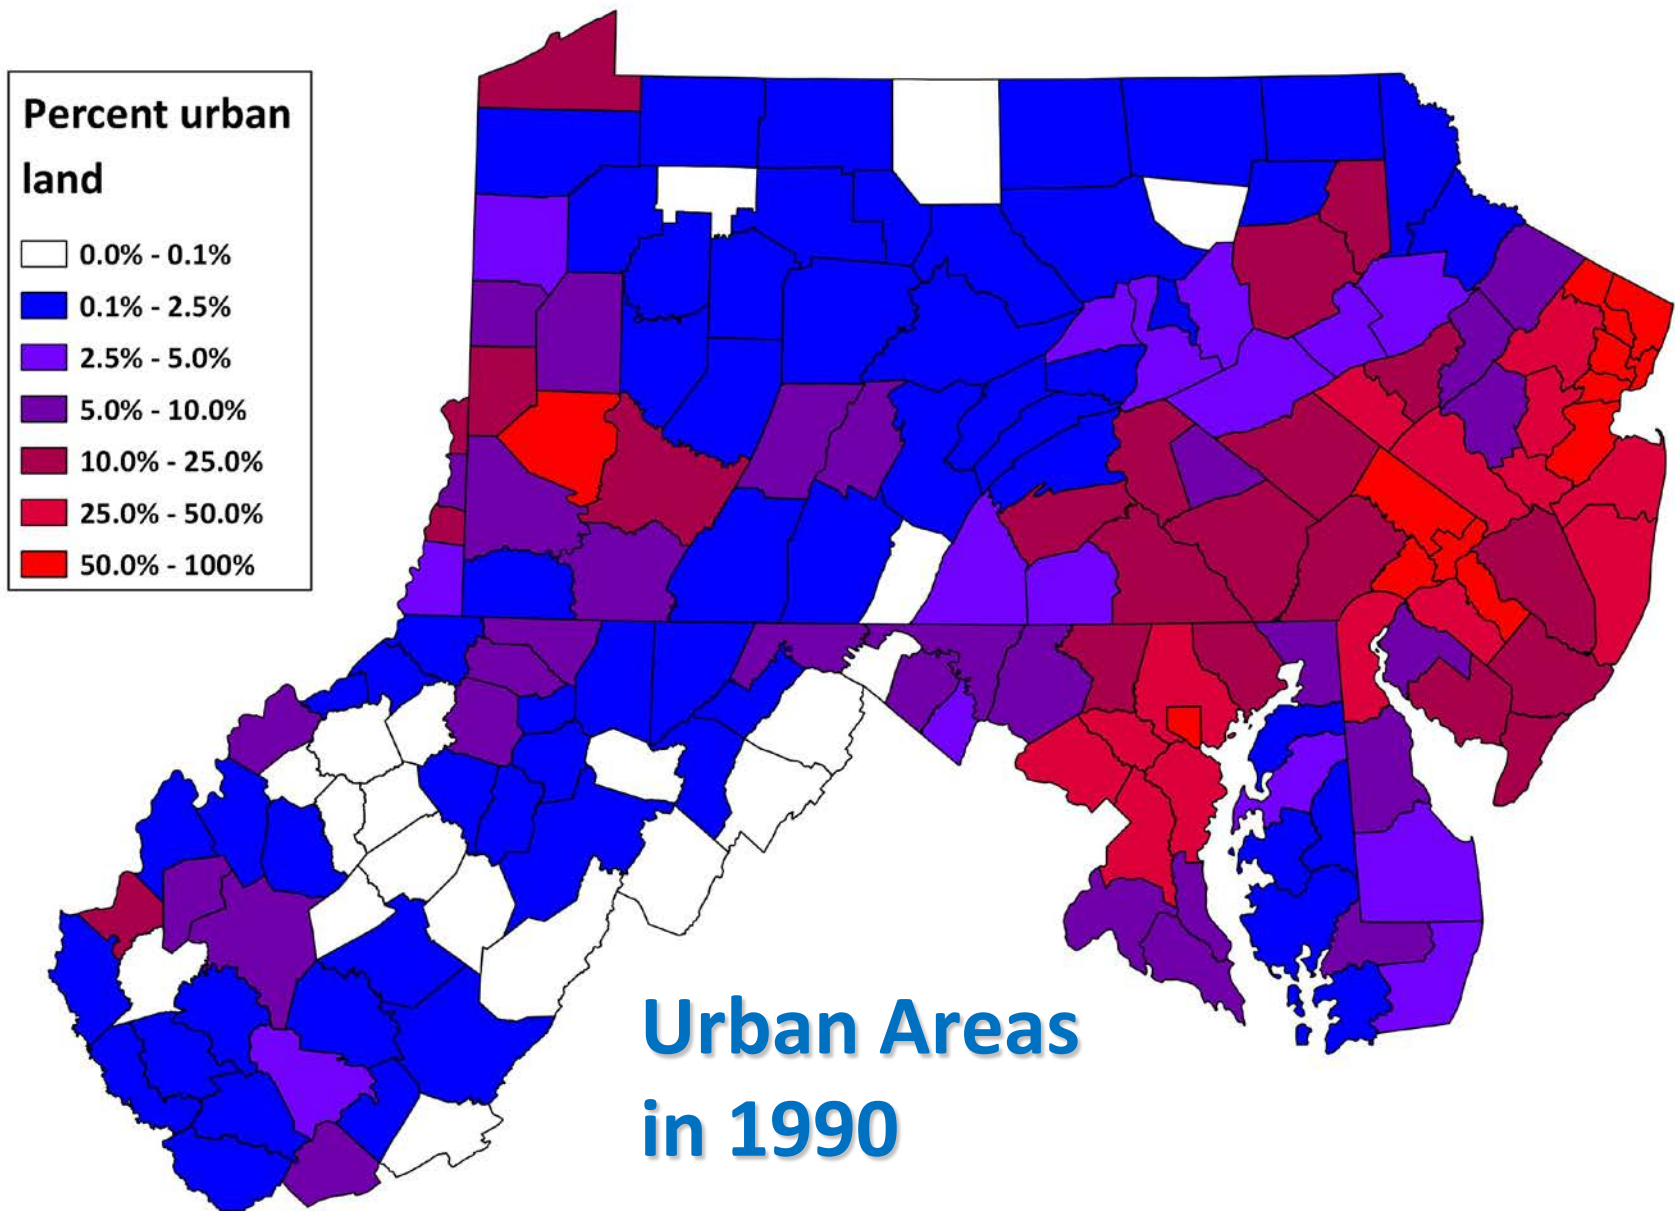 Percent urban
land
0.0% - 0.1%
0.1% - 2.5%
2.5% - 5.0%
5.0% - 10.0%
10.0% - 25.0%
25.0% - 50.0%
50.0% - 100%
Urban Areas
in 1990